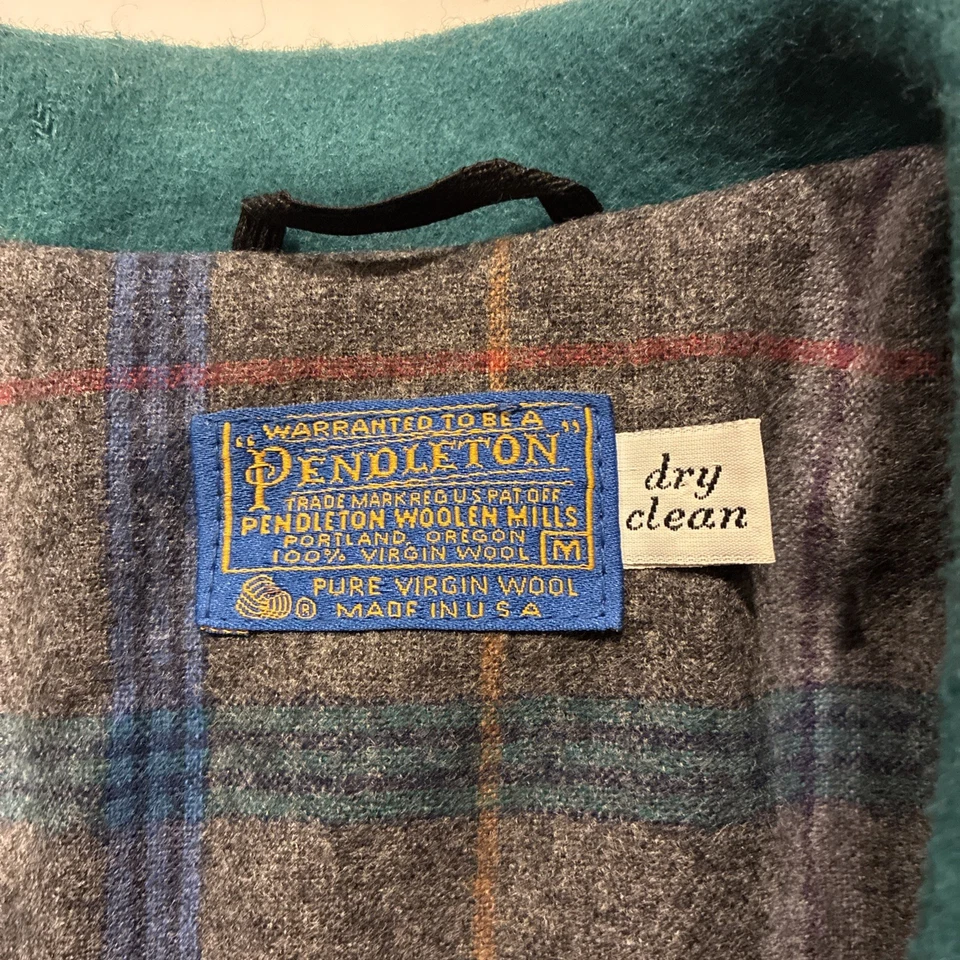 WARRANTED TO BE A
"PENDLETON"
TRADE MARK REG U.S. PAT. OFF.
PENDLETON WOOLEN MILLS
PORTLAND, OREGON
100% VIRGIN WOOL M
® PURE VIRGIN WOOL
MADE IN U S A
dry
clean